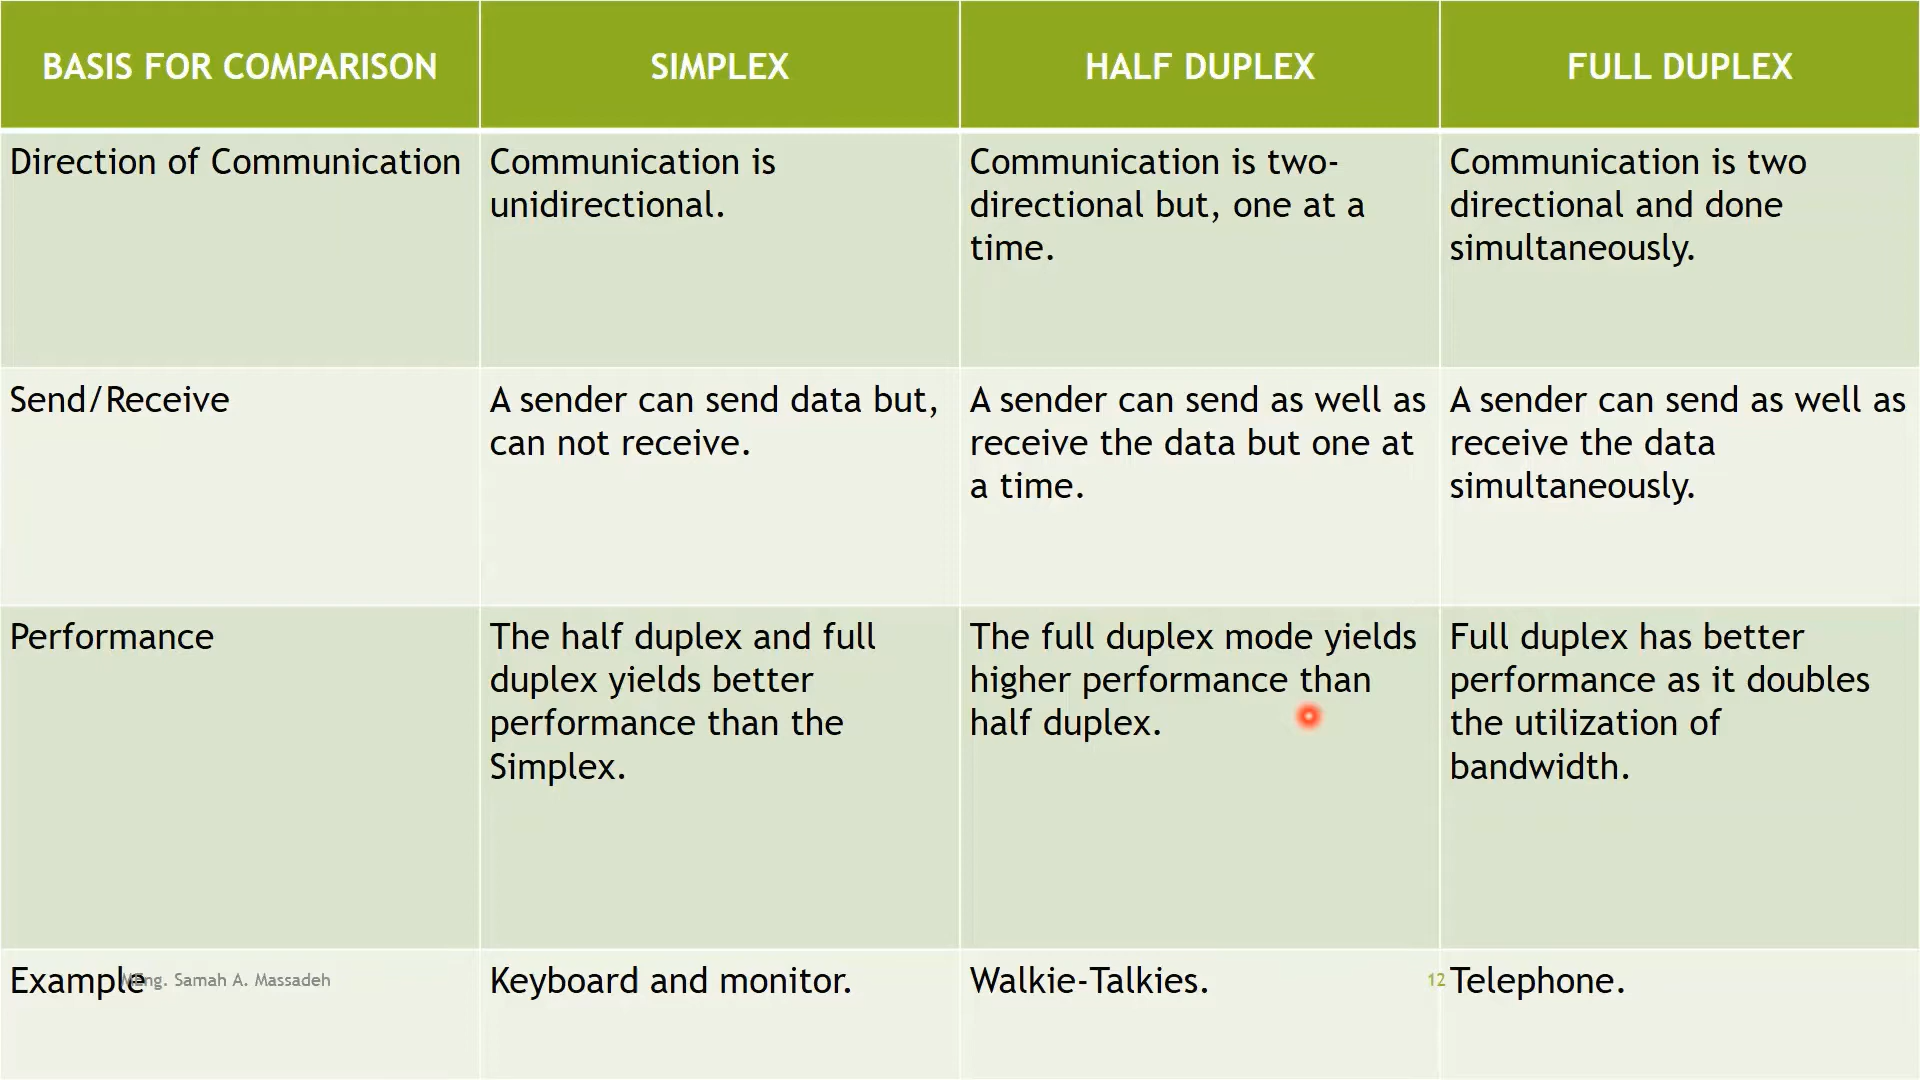 BASIS FOR COMPARISON
SIMPLEX
HALF DUPLEX
FULL DUPLEX
Direction of Communication
Communication is
unidirectional.
Communication is two-
directional but, one at a
time.
Communication is two
directional and done
simultaneously.
Send/Receive
A sender can send data but,
can not receive.
A sender can send as well as
receive the data but one at
a time.
A sender can send as well as
receive the data
simultaneously.
Performance
The half duplex and full
duplex yields better
performance than the
Simplex.
The full duplex mode yields
higher performance than
half duplex.
Full duplex has better
performance as it doubles
the utilization of
bandwidth.
Example
MEng. Samah A. Massadeh
Keyboard and monitor.
Walkie-Talkies.
12
Telephone.